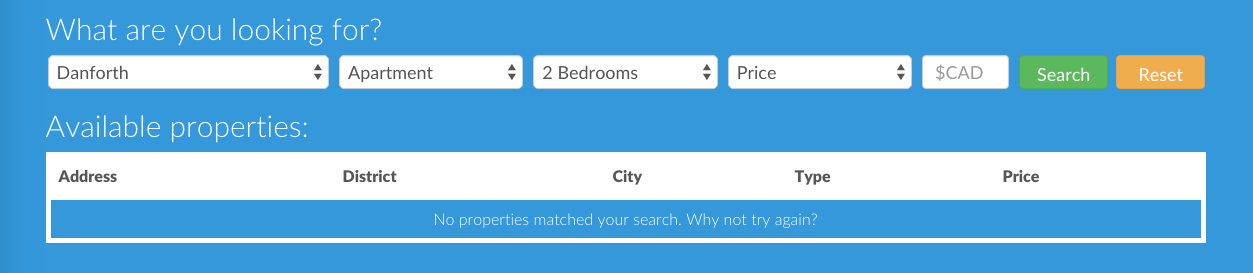 What are you looking for?
Danforth Apartment 2 Bedrooms Price $CAD Search Reset
Available properties:
Address District City Type Price
No properties matched your search. Why not try again?